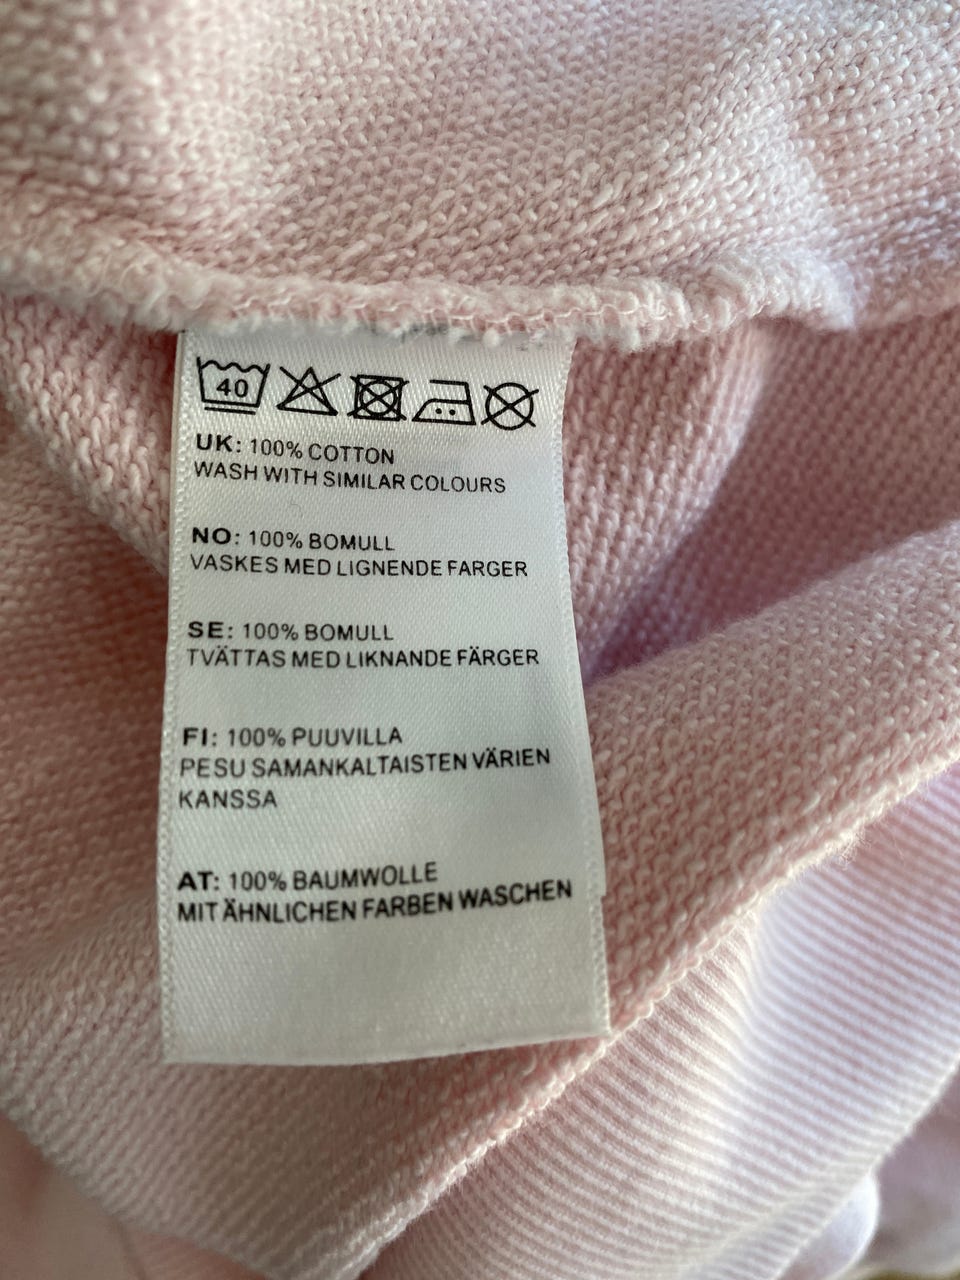 40
UK: 100% COTTON
WASH WITH SIMILAR COLOURS
NO: 100% BOMULL
VASKES MED LIGNENDE FARGER
SE: 100% BOMULL
TVÄTTAS MED LIKNANDE FÄRGER
FI: 100% PUUVILLA
PESU SAMANKALTAISTEN VÄRIEN
KANSSA
AT: 100% BAUMWOLLE
MIT ÄHNLICHEN FARBEN WASCHEN